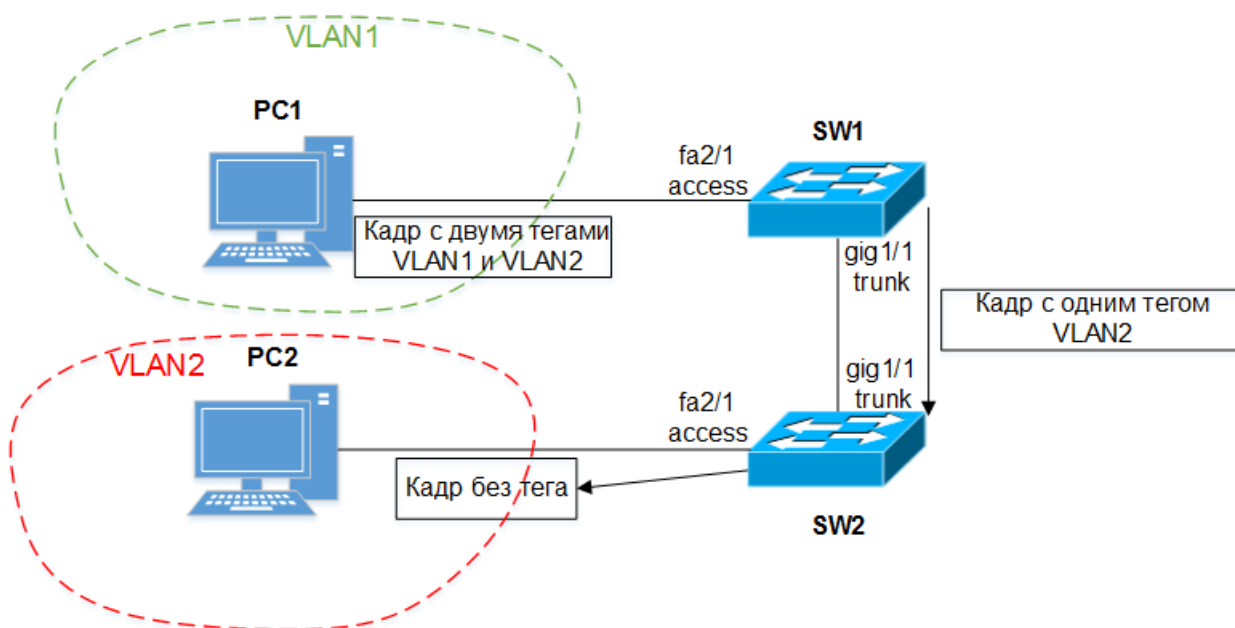 VLAN1
PC1
SW1
fa2/1
access
Кадр с двумя тегами
VLAN1 и VLAN2
gig1/1
trunk
Кадр с одним тегом
VLAN2
VLAN2
PC2
gig1/1
trunk
fa2/1
access
Кадр без тега
SW2